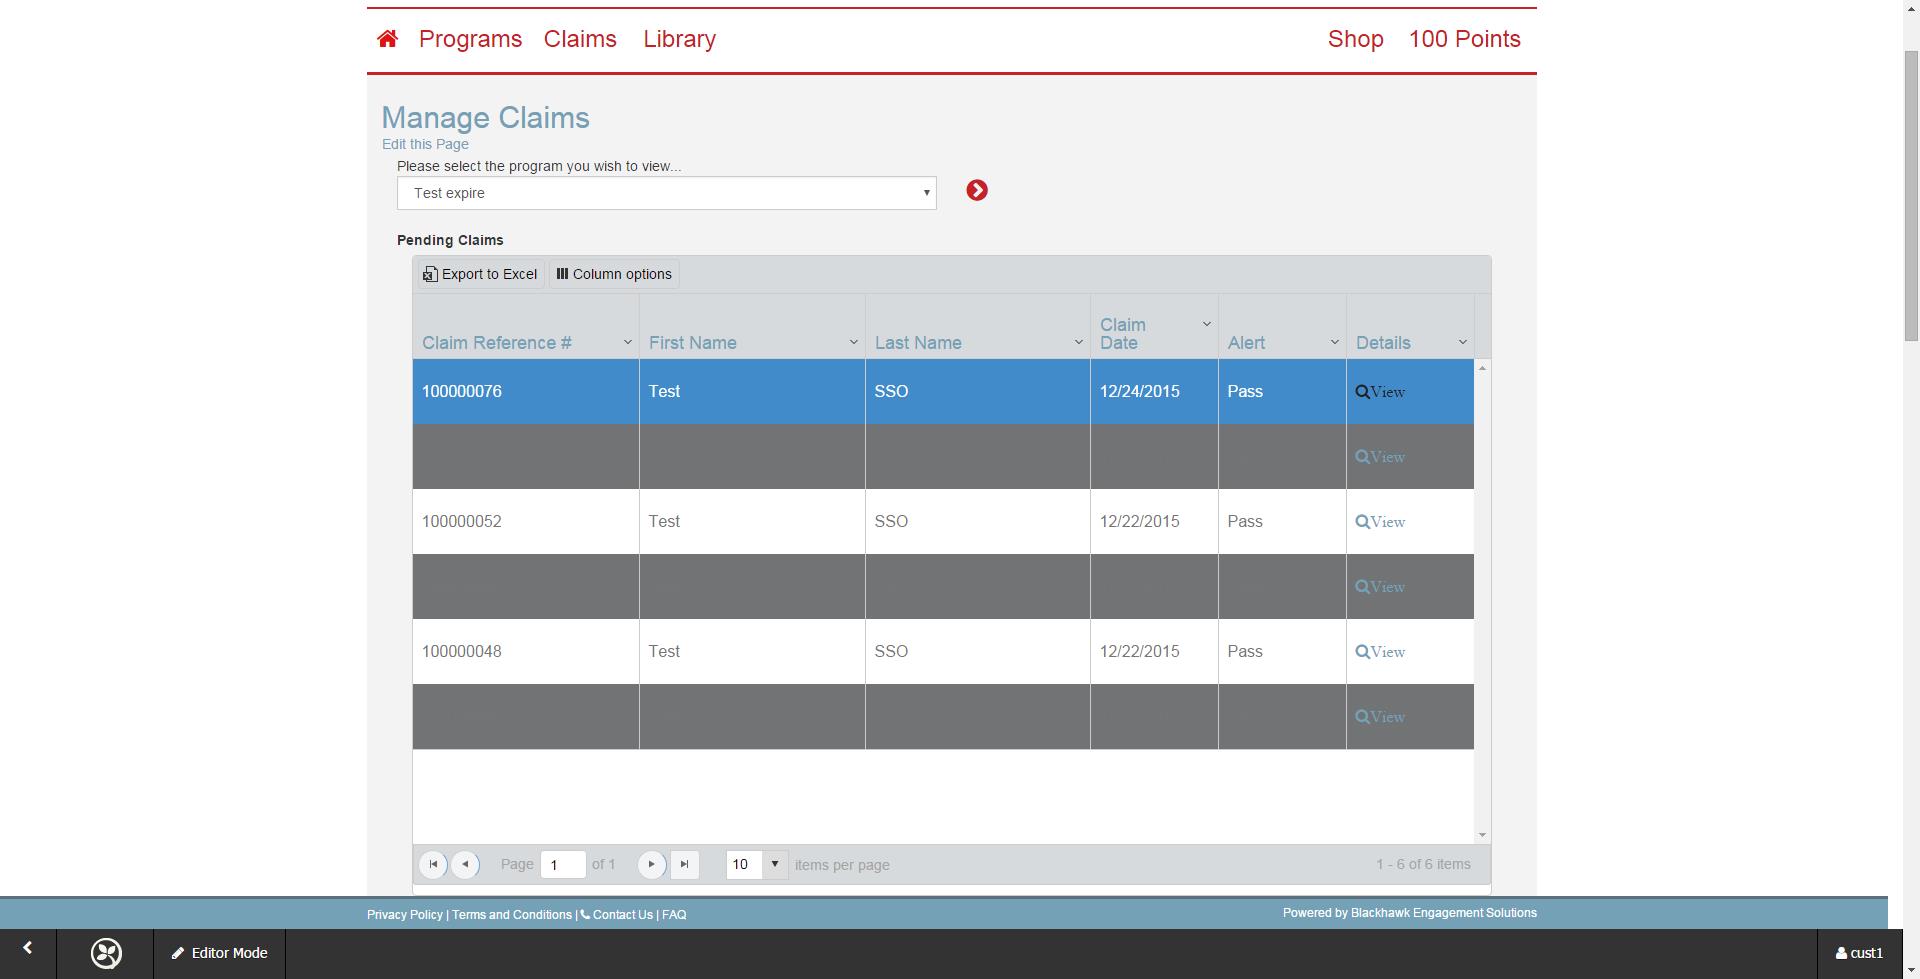 Programs Claims Library Shop 100 Points
Manage Claims
Edit this Page
Please select the program you wish to view...
Test expire
Pending Claims
Export to Excel Column options
Claim Reference # First Name Last Name Claim Date Alert Details
100000076 Test SSO 12/24/2015 Pass View
View
100000052 Test SSO 12/22/2015 Pass View
View
100000048 Test SSO 12/22/2015 Pass View
View
Page 1 of 1 10 items per page 1 - 6 of 6 items
Privacy Policy | Terms and Conditions | Contact Us | FAQ Powered by Blackhawk Engagement Solutions
Editor Mode cust1